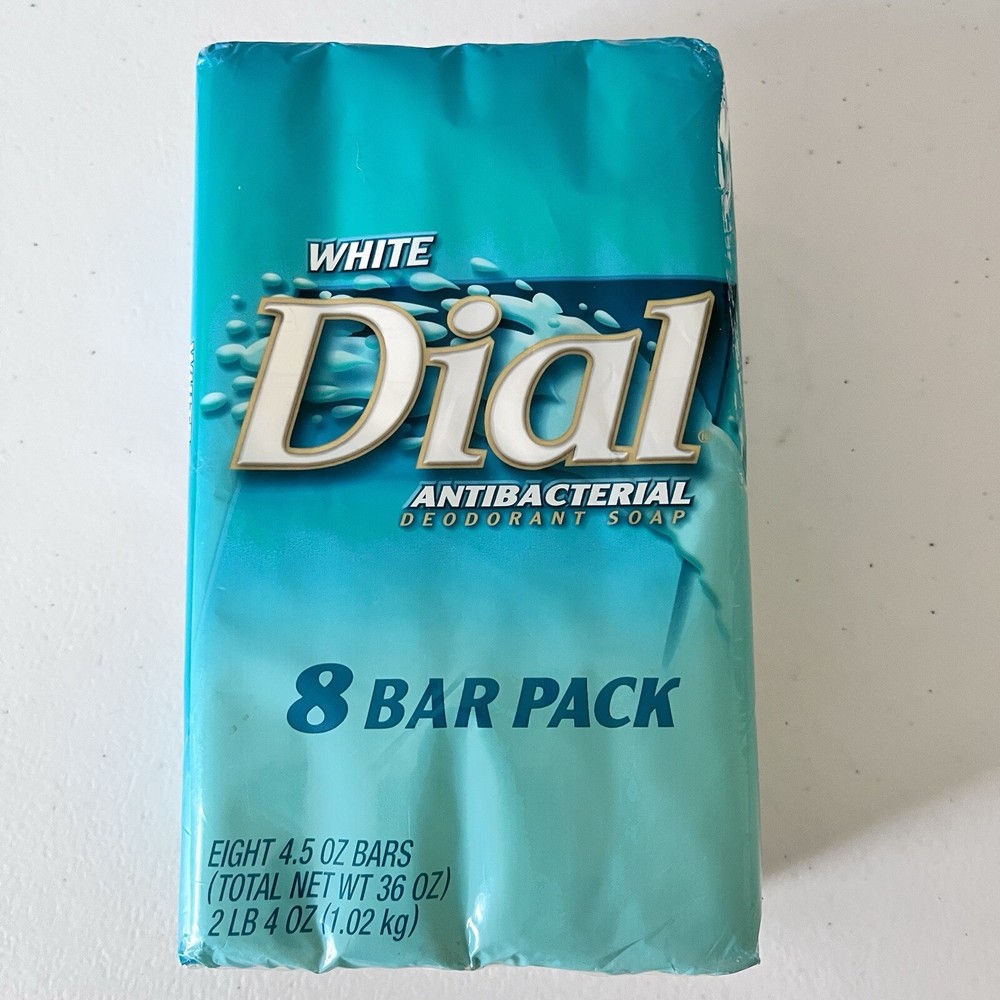 WHITE
Dial®
ANTIBACTERIAL
DEODORANT SOAP
8 BAR PACK
EIGHT 4.5 OZ BARS
(TOTAL NET WT 36 OZ)
2 LB 4 OZ (1.02 kg)